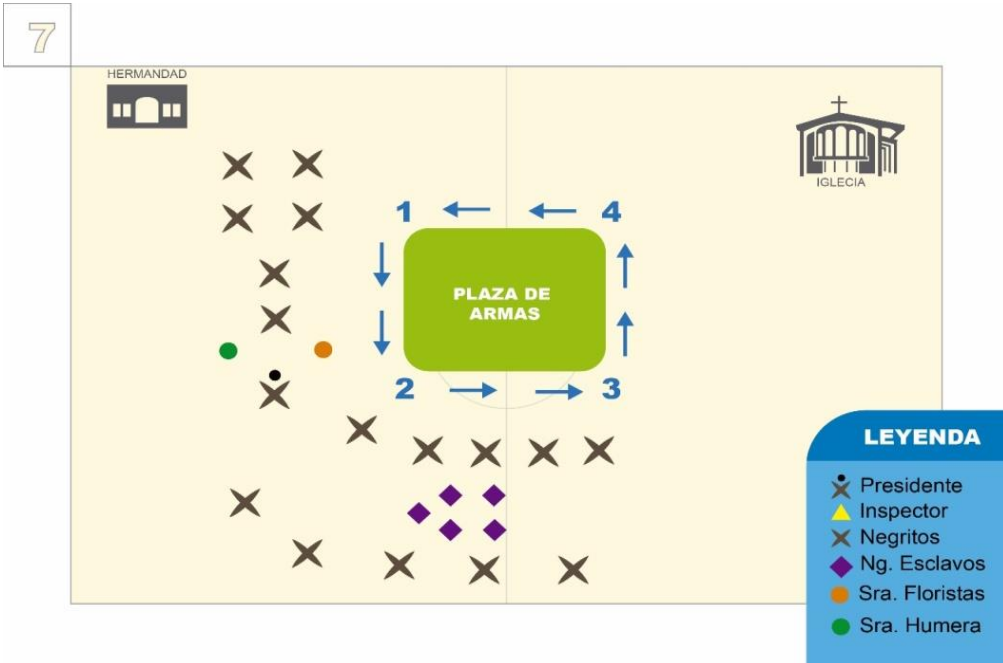 7
HERMANDAD
IGLECIA
1
4
PLAZA DE
ARMAS
2
3
LEYENDA
Presidente
Inspector
Negritos
Ng. Esclavos
Sra. Floristas
Sra. Humera